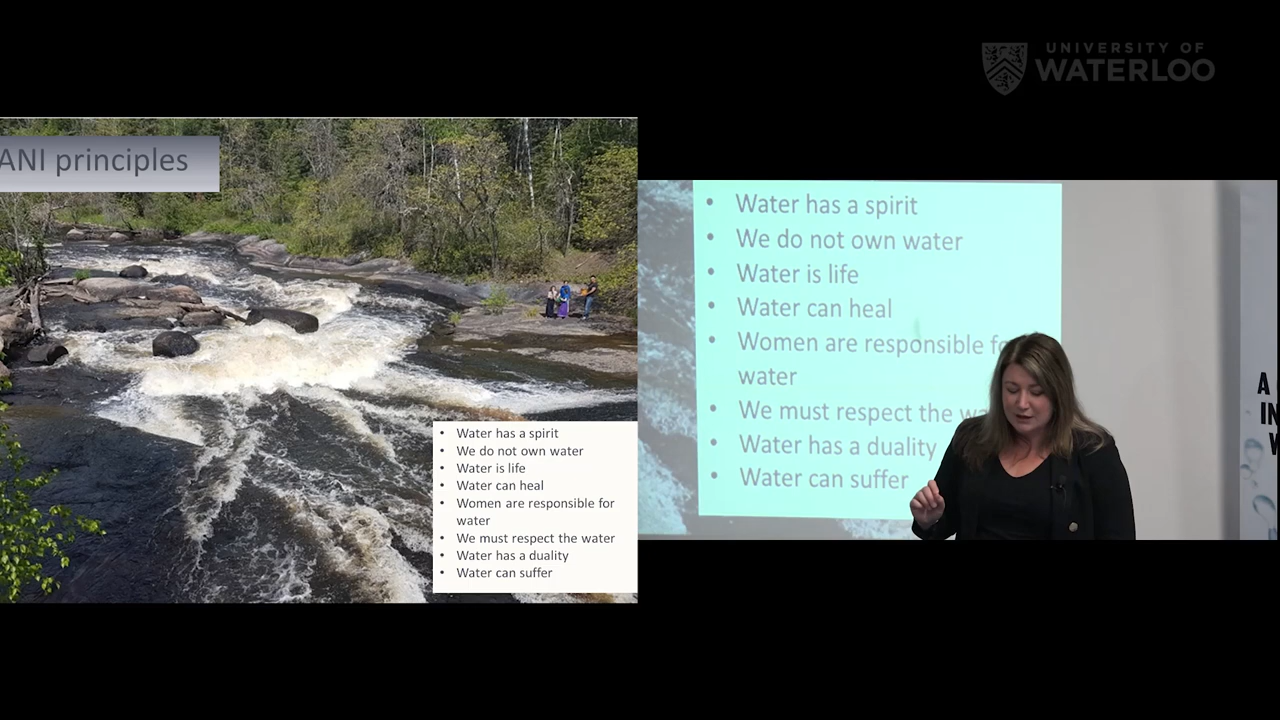 UNIVERSITY OF
WATERLOO
ANI principles
• Water has a spirit
• We do not own water
• Water is life
• Water can heal
• Women are responsible for
water
• We must respect the water
• Water has a duality
• Water can suffer
• Water has a spirit
• We do not own water
• Water is life
• Water can heal
• Women are responsible fo
water
• We must respect the wa
• Water has a duality
• Water can suffer
A
IN